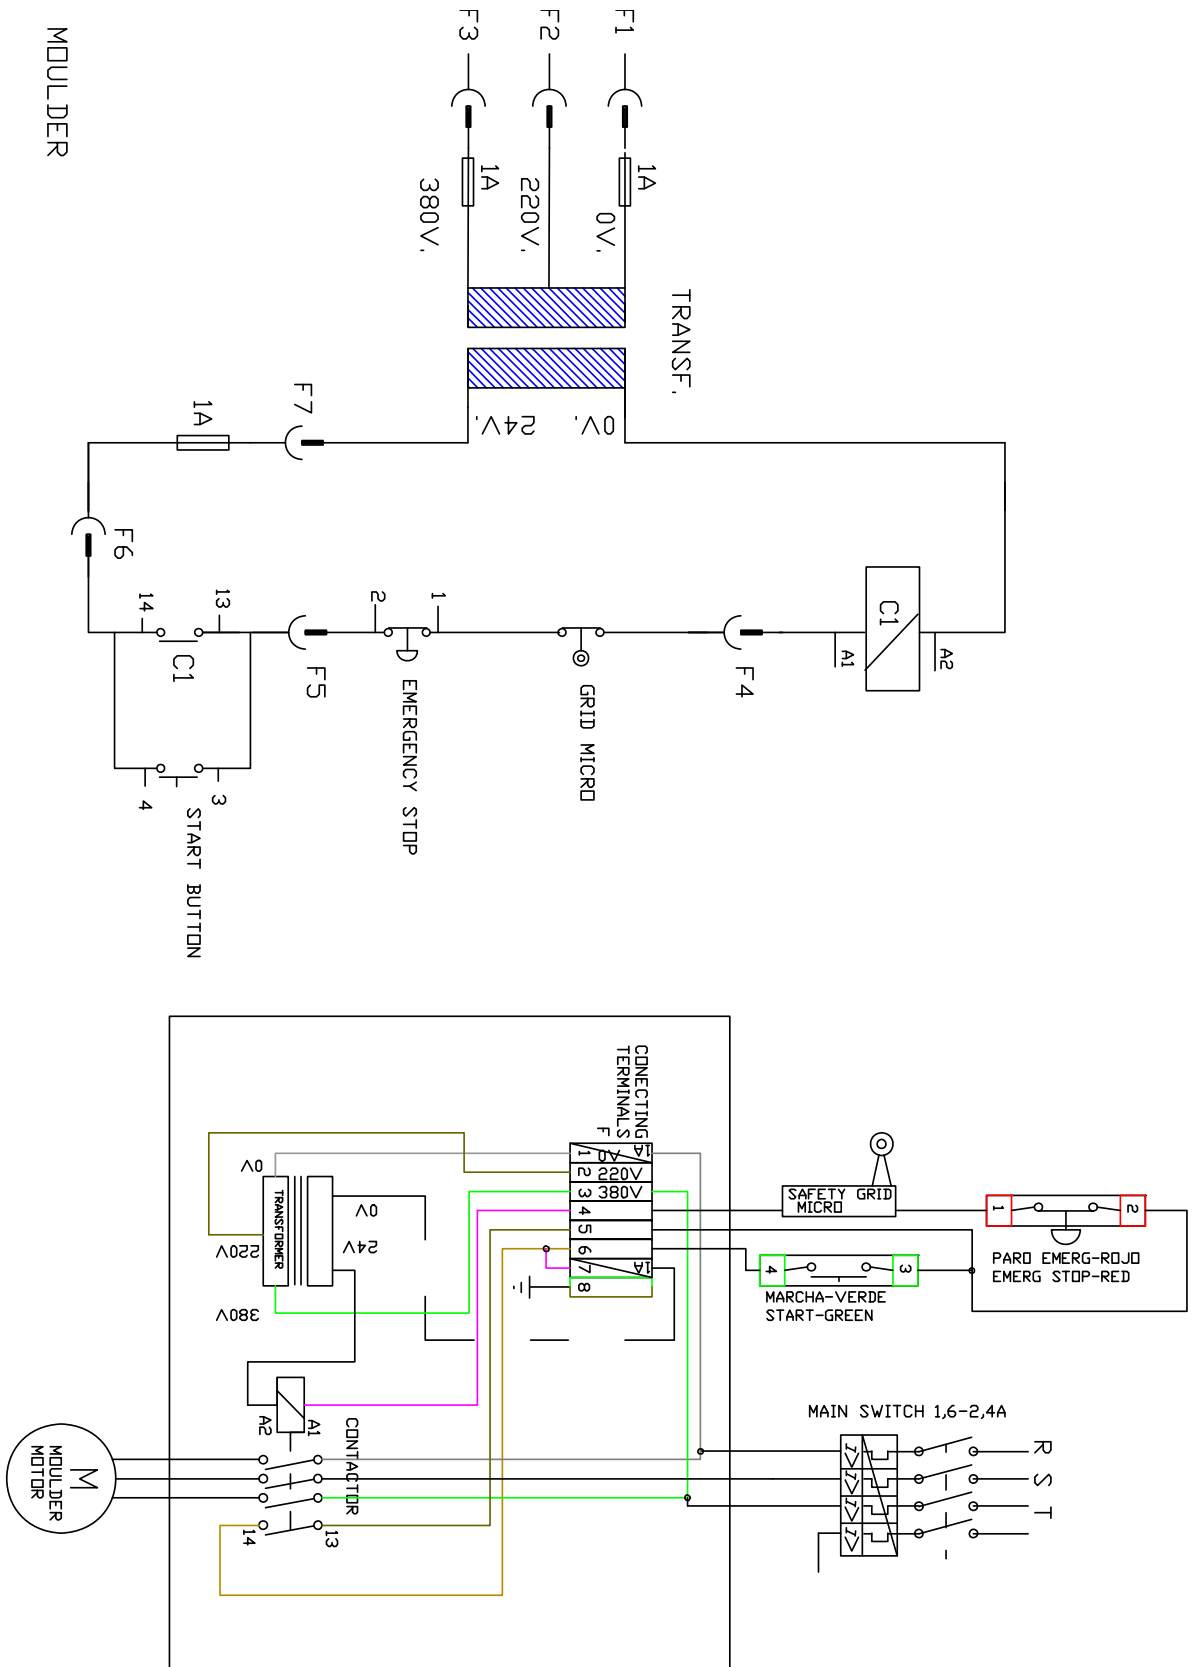 MOULDER
F3
F2
F1
1A
1A
380V.
220V.
0V.
TRANSF.
24V.
0V.
F7
1A
F6
14
13
C1
F5
2
1
EMERGENCY STOP
GRID MICRO
F4
C1
A1
A2
4
3
START BUTTON
CONECTING
TERMINALS
F
1 0V 1A
2 220V
3 380V
4
5
6
7 1A
8
0V
220V
380V
TRANSFORMER
0V
24V
A2
A1
CONTACTOR
14
13
M
MOULDER
MOTOR
SAFETY GRID
MICRO
1
2
PARO EMERG-ROJO
EMERG STOP-RED
4
3
MARCHA-VERDE
START-GREEN
MAIN SWITCH 1,6-2,4A
R
S
T
I>
I>
I>
I>